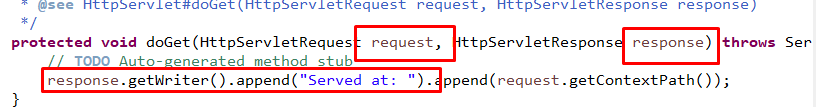 * @see HttpServlet#doGet(HttpServletRequest request, HttpServletResponse response)
*/
protected void doGet(HttpServletRequest request, HttpServletResponse response) throws Ser
// TODO Auto-generated method stub
response.getWriter().append("Served at: ").append(request.getContextPath());
}